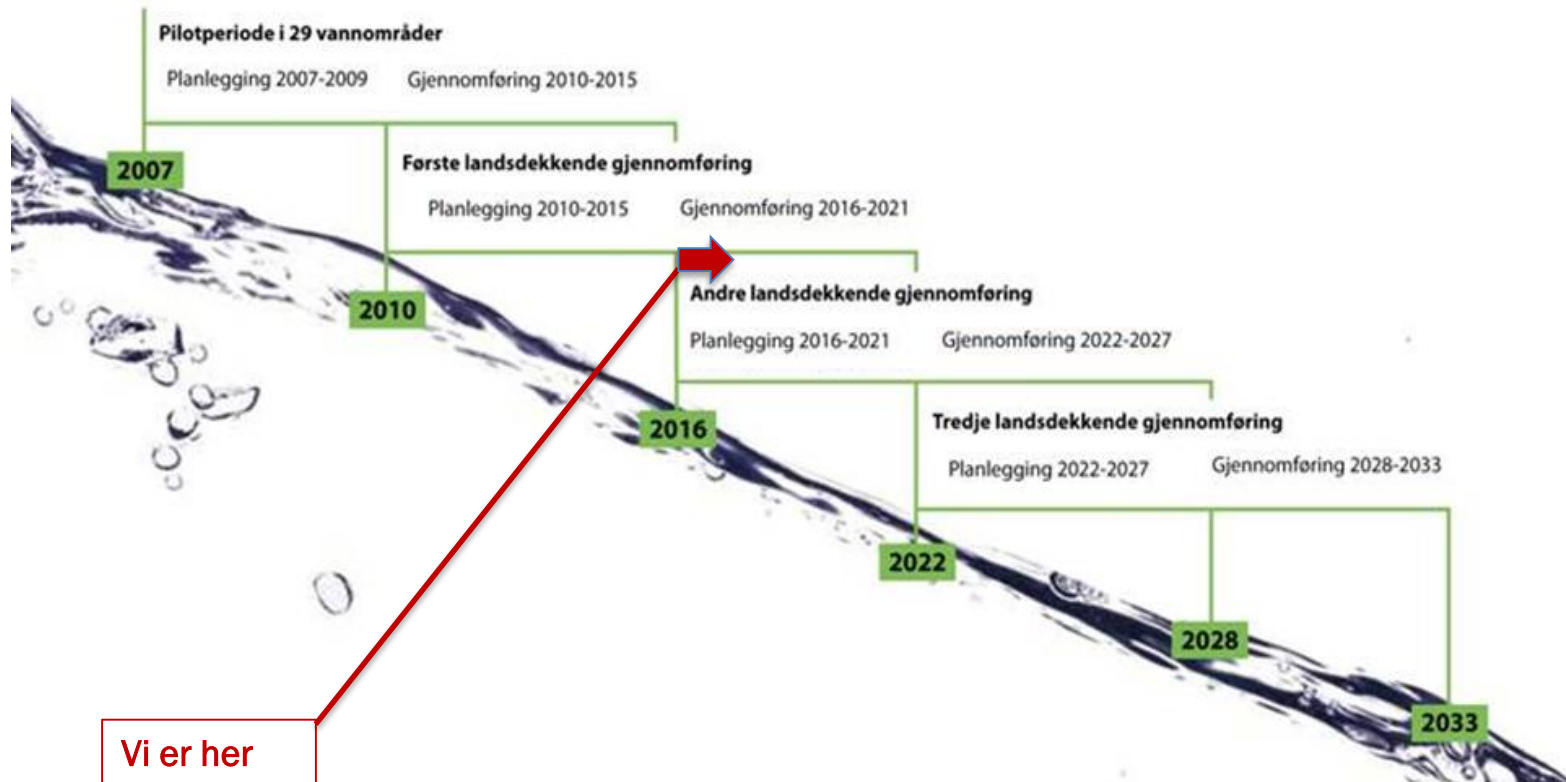 Pilotperiode i 29 vannområder
Planlegging 2007-2009 Gjennomføring 2010-2015
2007
Første landsdekkende gjennomføring
Planlegging 2010-2015 Gjennomføring 2016-2021
2010
Andre landsdekkende gjennomføring
Planlegging 2016-2021 Gjennomføring 2022-2027
2016
Tredje landsdekkende gjennomføring
Planlegging 2022-2027 Gjennomføring 2028-2033
2022
2028
2033
Vi er her